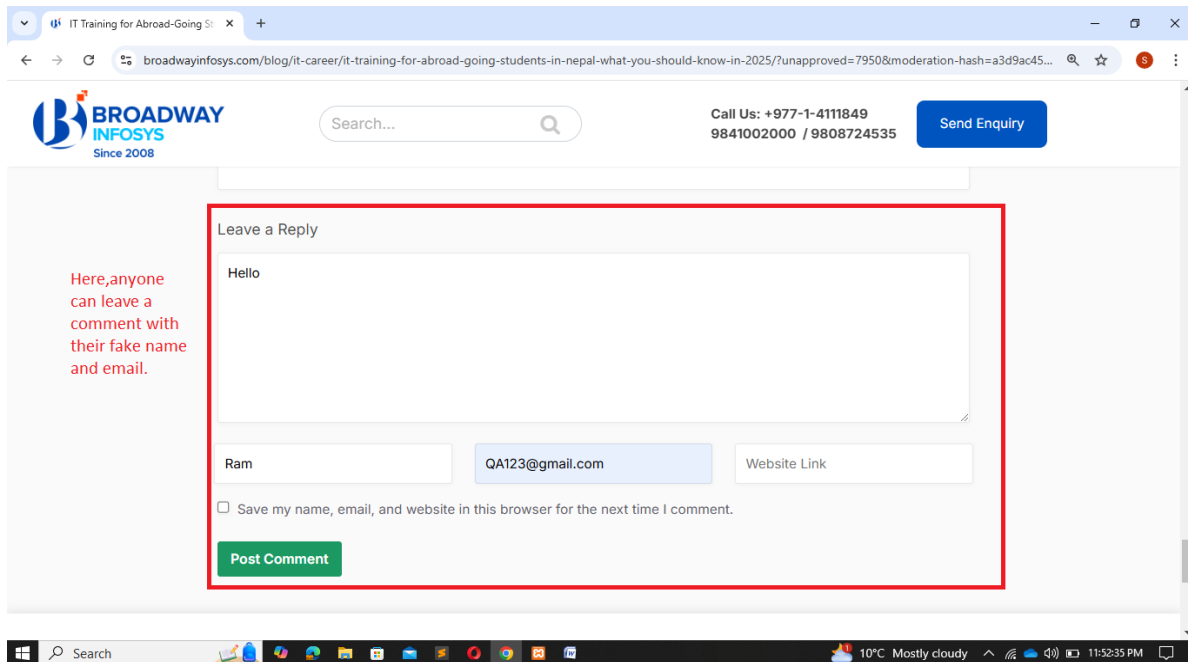 IT Training for Abroad-Going St
broadwayinfosys.com/blog/it-career/it-training-for-abroad-going-students-in-nepal-what-you-should-know-in-2025/?unapproved=7950&moderation-hash=a3d9ac45...
S
BROADWAY
INFOSYS
Since 2008
Search...
Call Us: +977-1-4111849
9841002000 / 9808724535
Send Enquiry
Leave a Reply
Hello
Here,anyone
can leave a
comment with
their fake name
and email.
Ram
QA123@gmail.com
Website Link
Save my name, email, and website in this browser for the next time I comment.
Post Comment
Search
10°C Mostly cloudy
11:52:35 PM